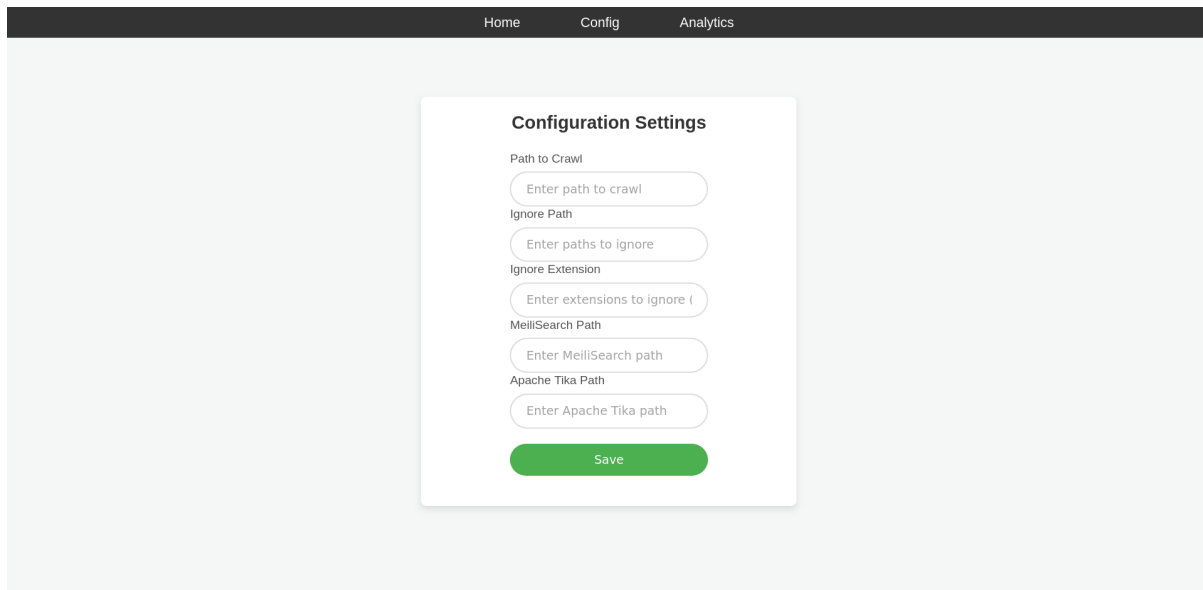 Home Config Analytics
Configuration Settings
Path to Crawl
Enter path to crawl
Ignore Path
Enter paths to ignore
Ignore Extension
Enter extensions to ignore (
MeiliSearch Path
Enter MeiliSearch path
Apache Tika Path
Enter Apache Tika path
Save